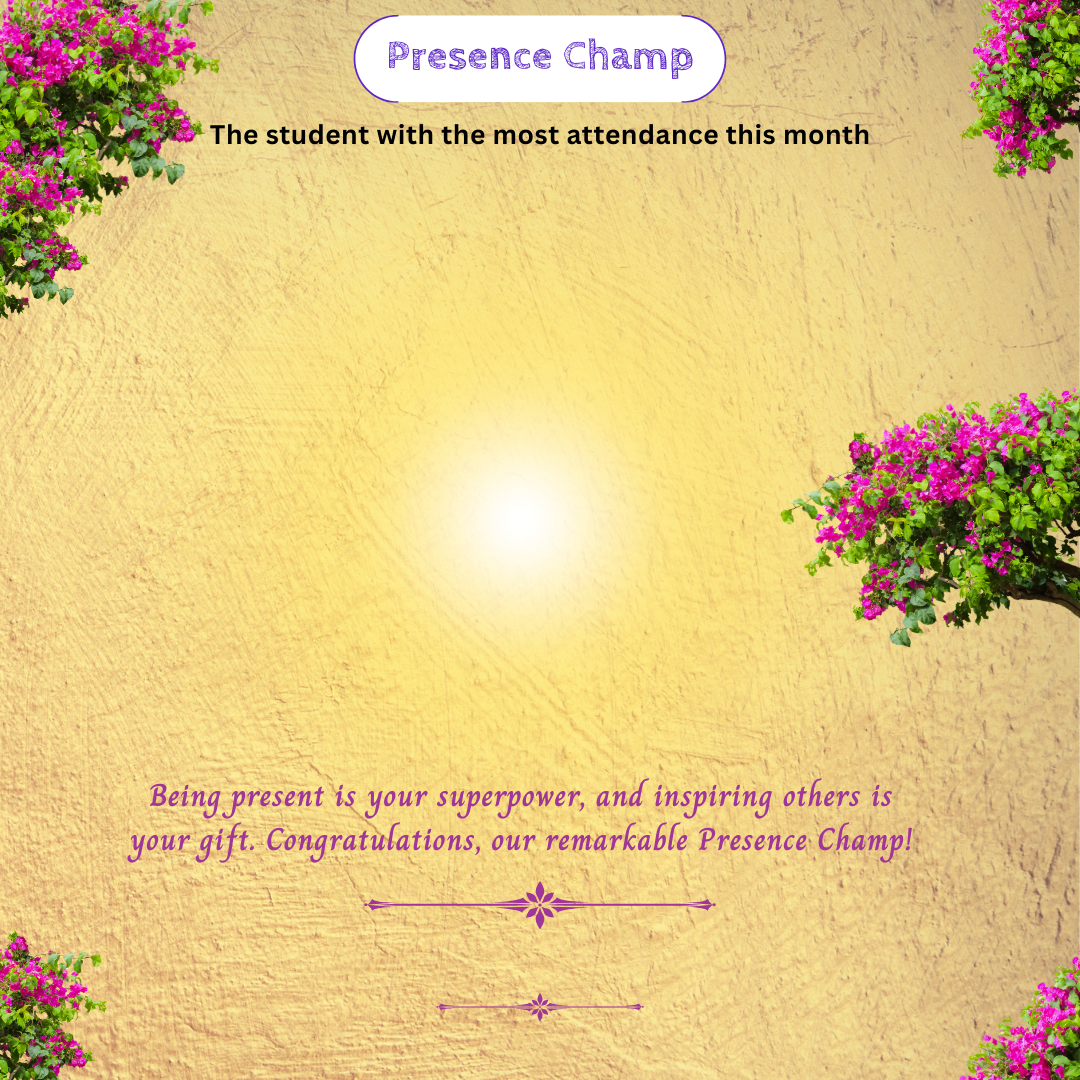 Presence Champ
The student with the most attendance this month
Being present is your superpower, and inspiring others is
your gift. Congratulations, our remarkable Presence Champ!